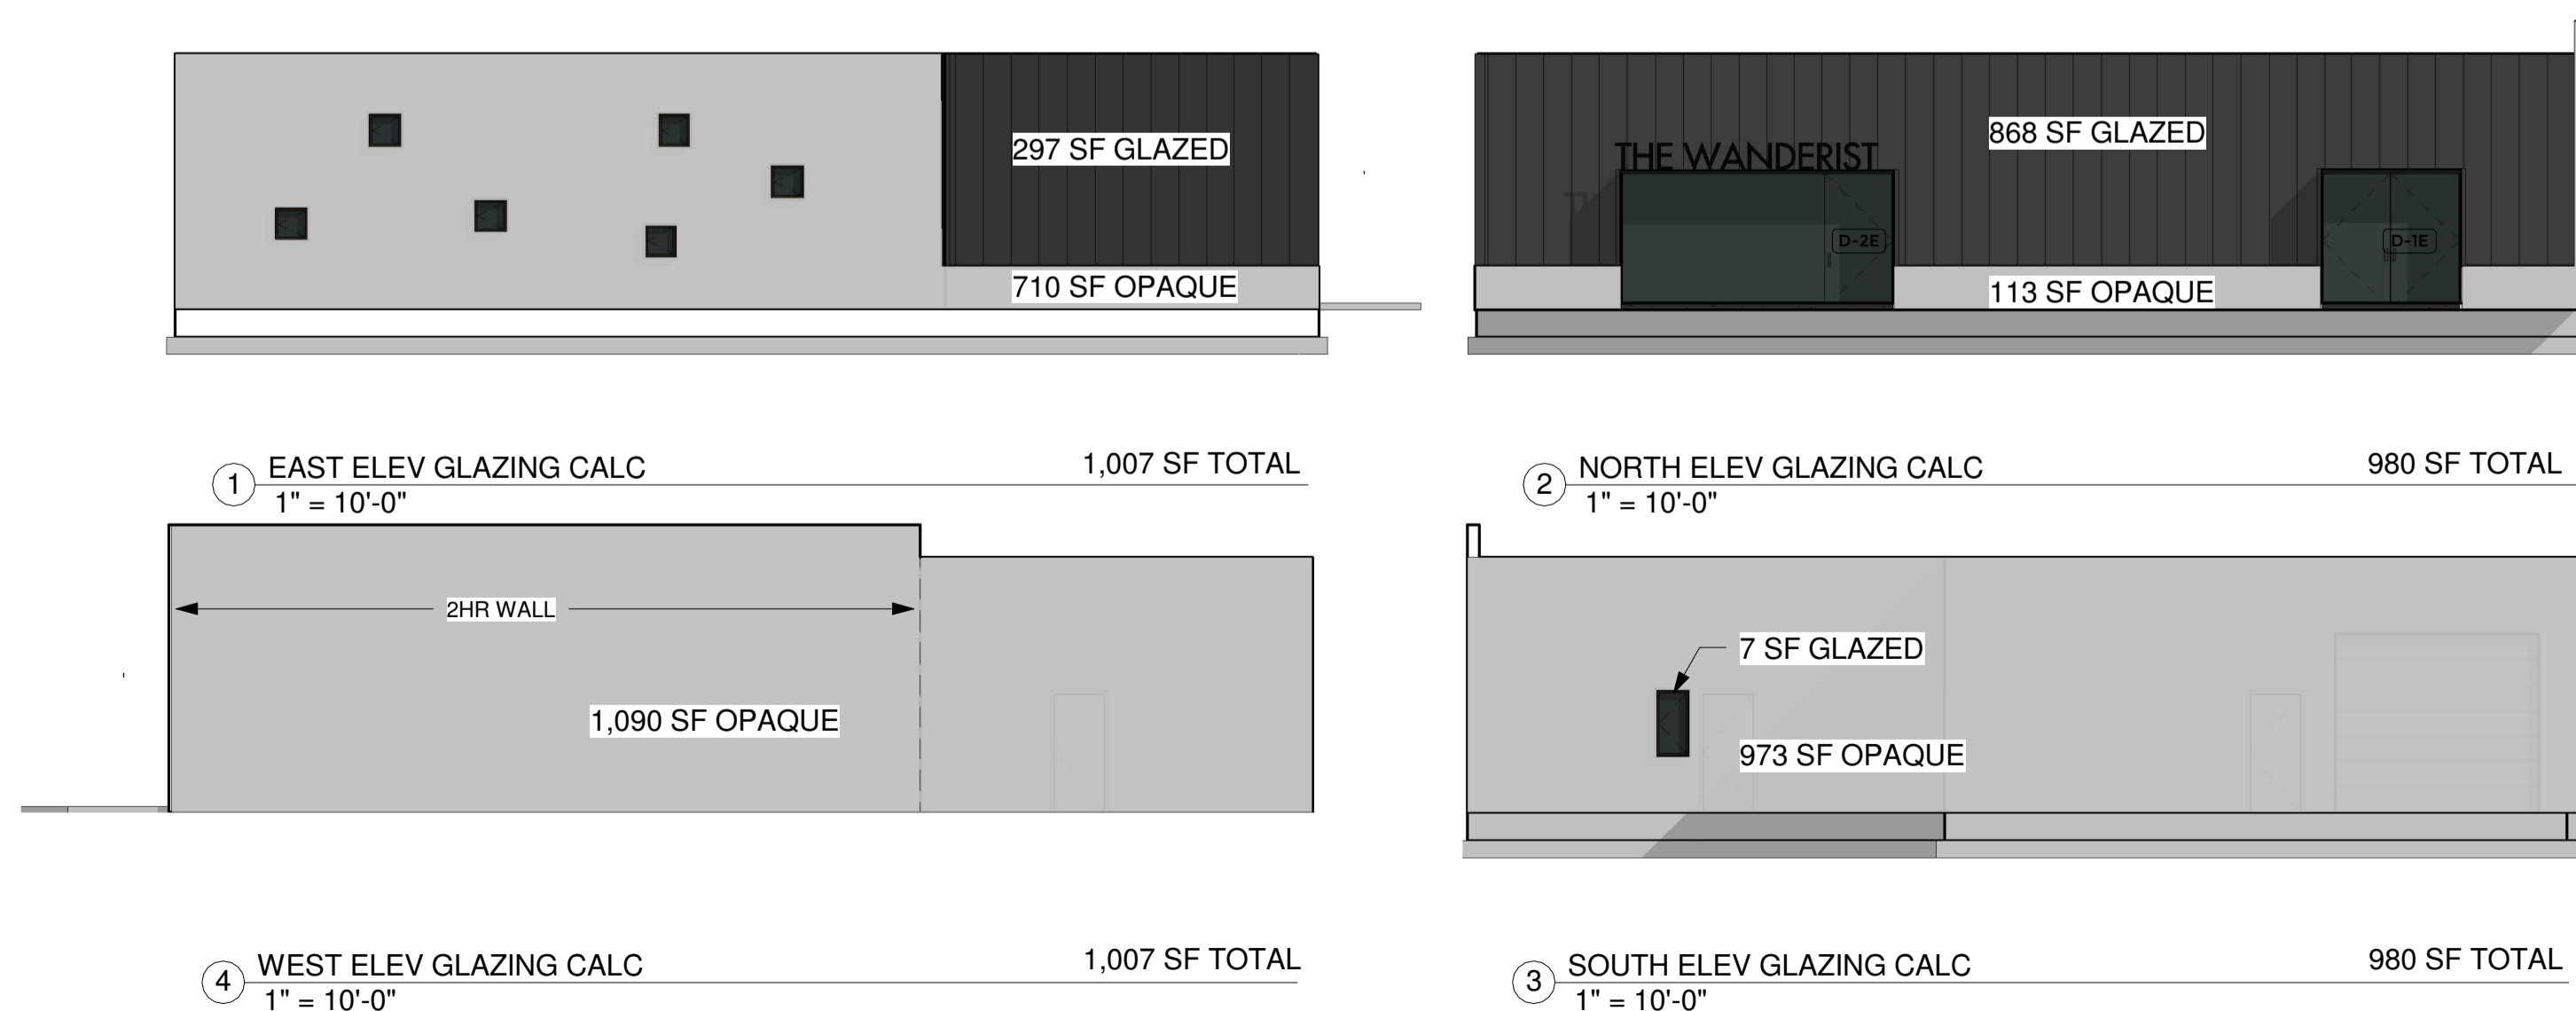 297 SF GLAZED
710 SF OPAQUE
1 EAST ELEV GLAZING CALC 1,007 SF TOTAL
1" = 10'-0"
868 SF GLAZED
THE WANDERIST
D-2E
D-1E
113 SF OPAQUE
2 NORTH ELEV GLAZING CALC 980 SF TOTAL
1" = 10'-0"
2HR WALL
1,090 SF OPAQUE
4 WEST ELEV GLAZING CALC 1,007 SF TOTAL
1" = 10'-0"
7 SF GLAZED
973 SF OPAQUE
3 SOUTH ELEV GLAZING CALC 980 SF TOTAL
1" = 10'-0"